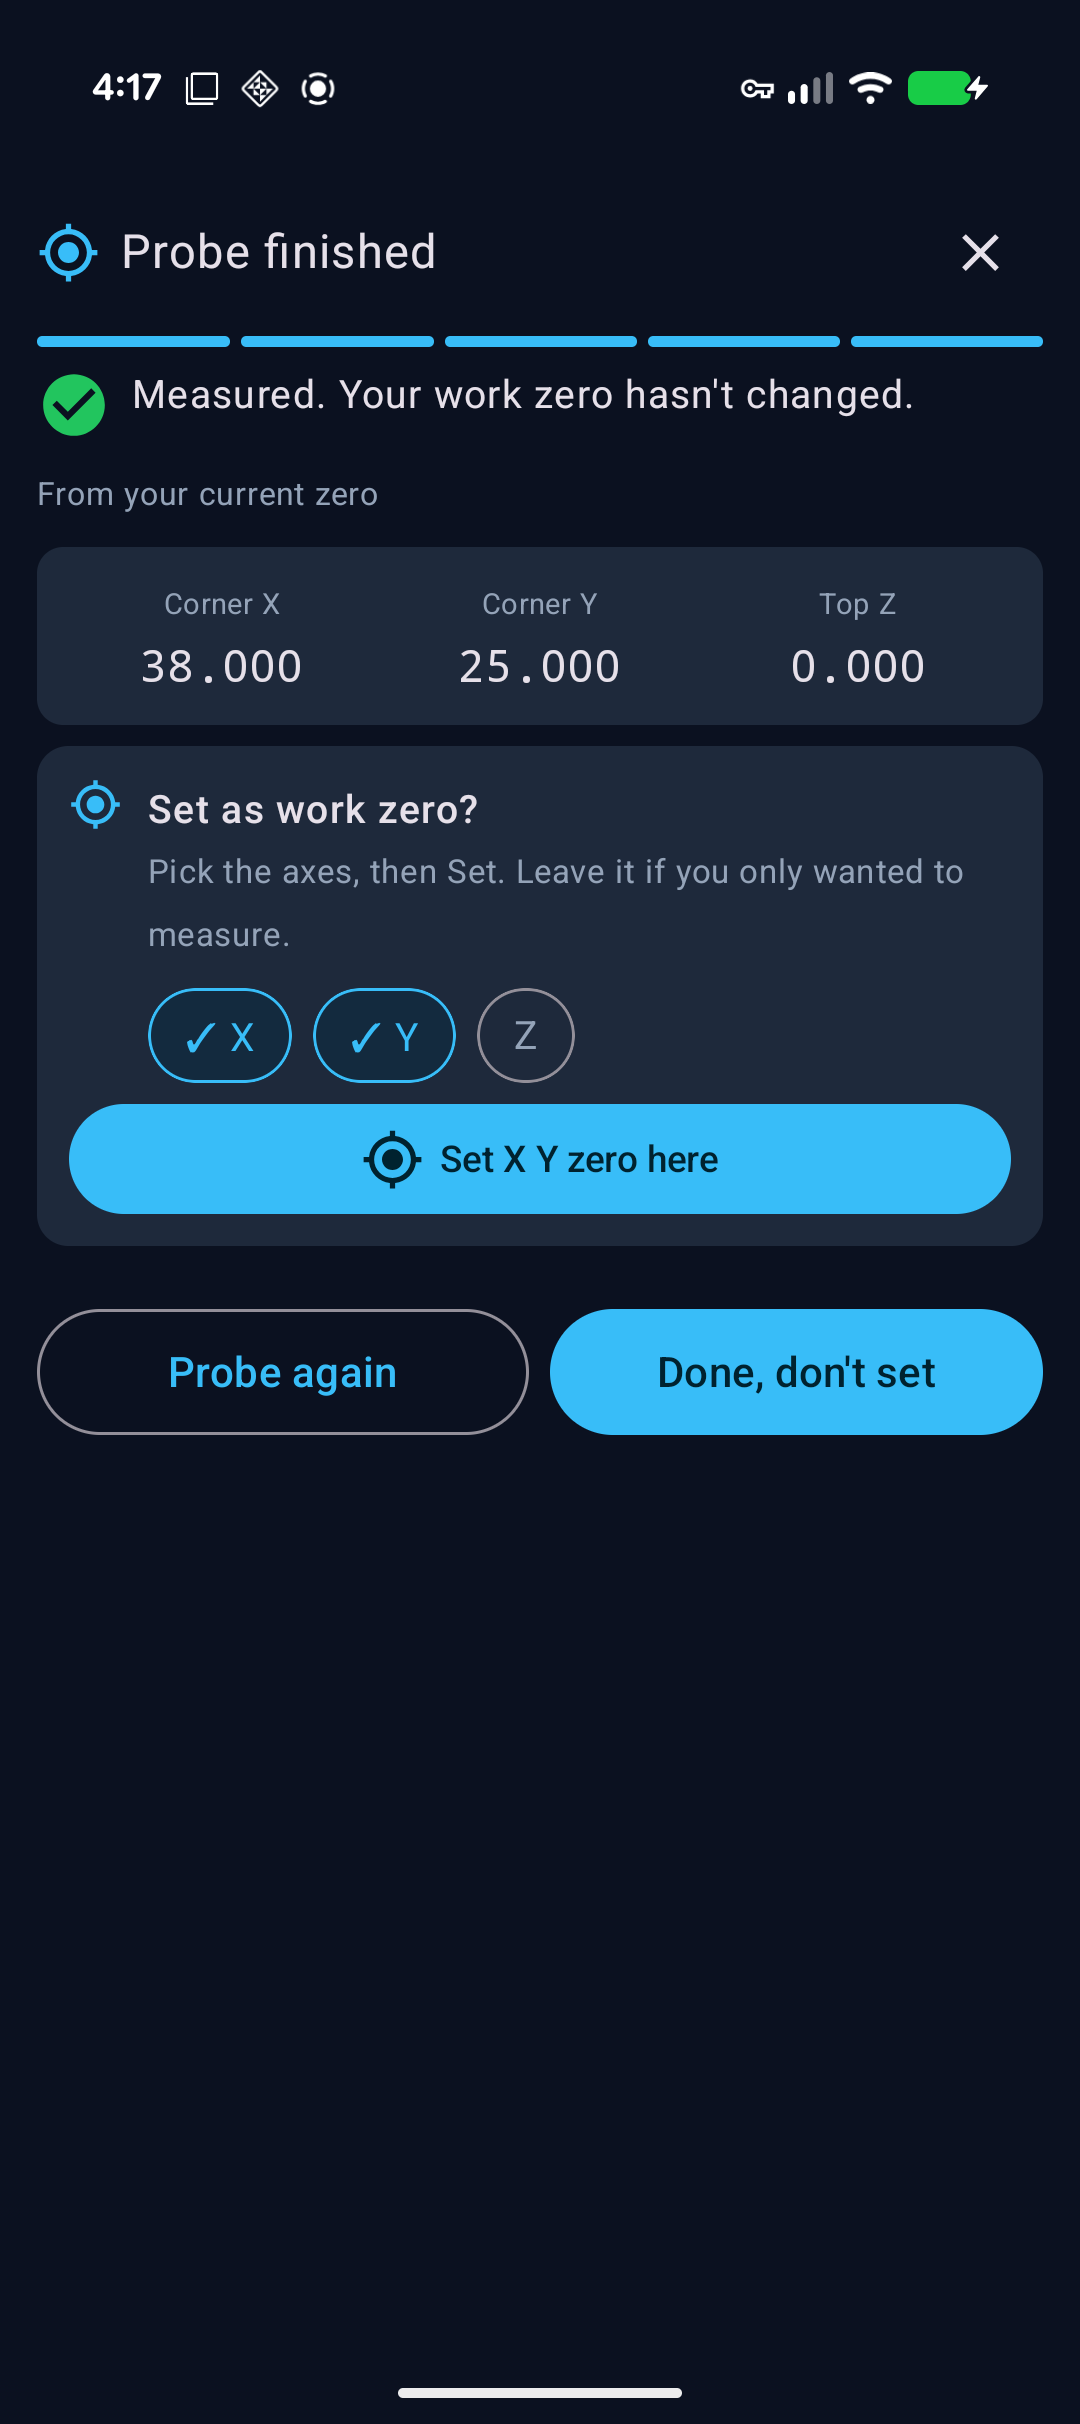 4:17
Probe finished
Measured. Your work zero hasn't changed.
From your current zero
Corner X
Corner Y
Top Z
38.000
25.000
0.000
Set as work zero?
Pick the axes, then Set. Leave it if you only wanted to
measure.
✓ X
✓ Y
Z
Set X Y zero here
Probe again
Done, don't set